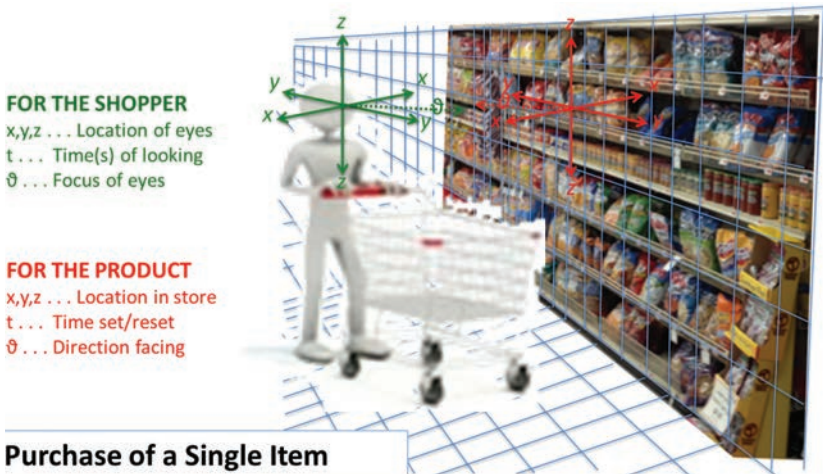 FOR THE SHOPPER
x,y,z . . . Location of eyes
t . . . Time(s) of looking
ϑ . . . Focus of eyes
FOR THE PRODUCT
x,y,z . . . Location in store
t . . . Time set/reset
ϑ . . . Direction facing
z
y
x
ϑ
x
y
z
z
ϑ
x
z
Purchase of a Single Item